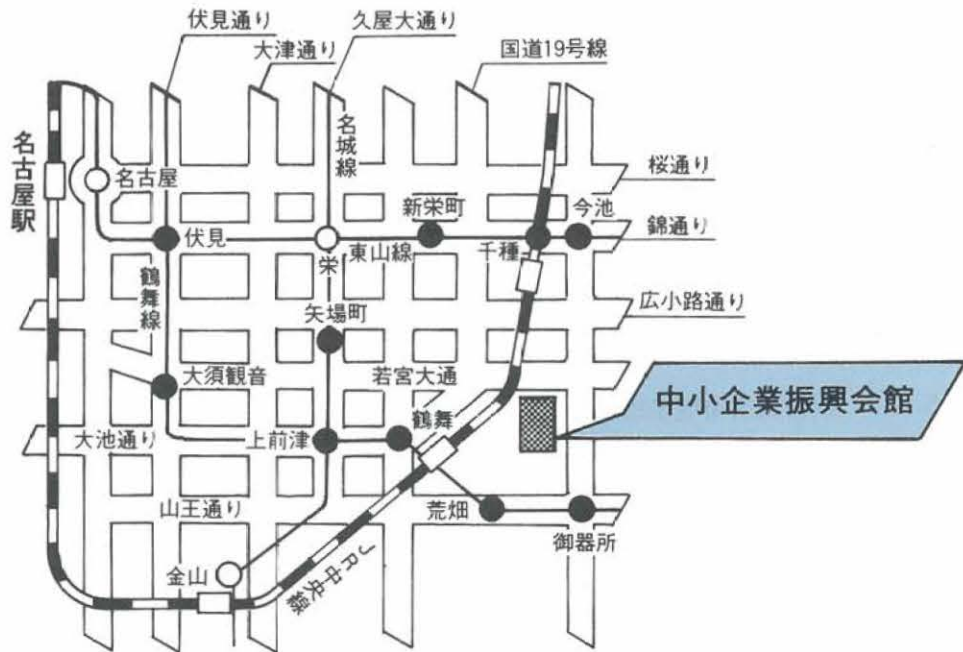 伏見通り
大津通り
久屋大通り
国道19号線
名古屋駅
名古屋
名城線
桜通り
新栄町
今池
錦通り
伏見
栄
東山線
千種
鶴舞線
矢場町
広小路通り
大須観音
若宮大通
中小企業振興会館
大池通り
上前津
鶴舞
山王通り
荒畑
御器所
金山
JR中央線